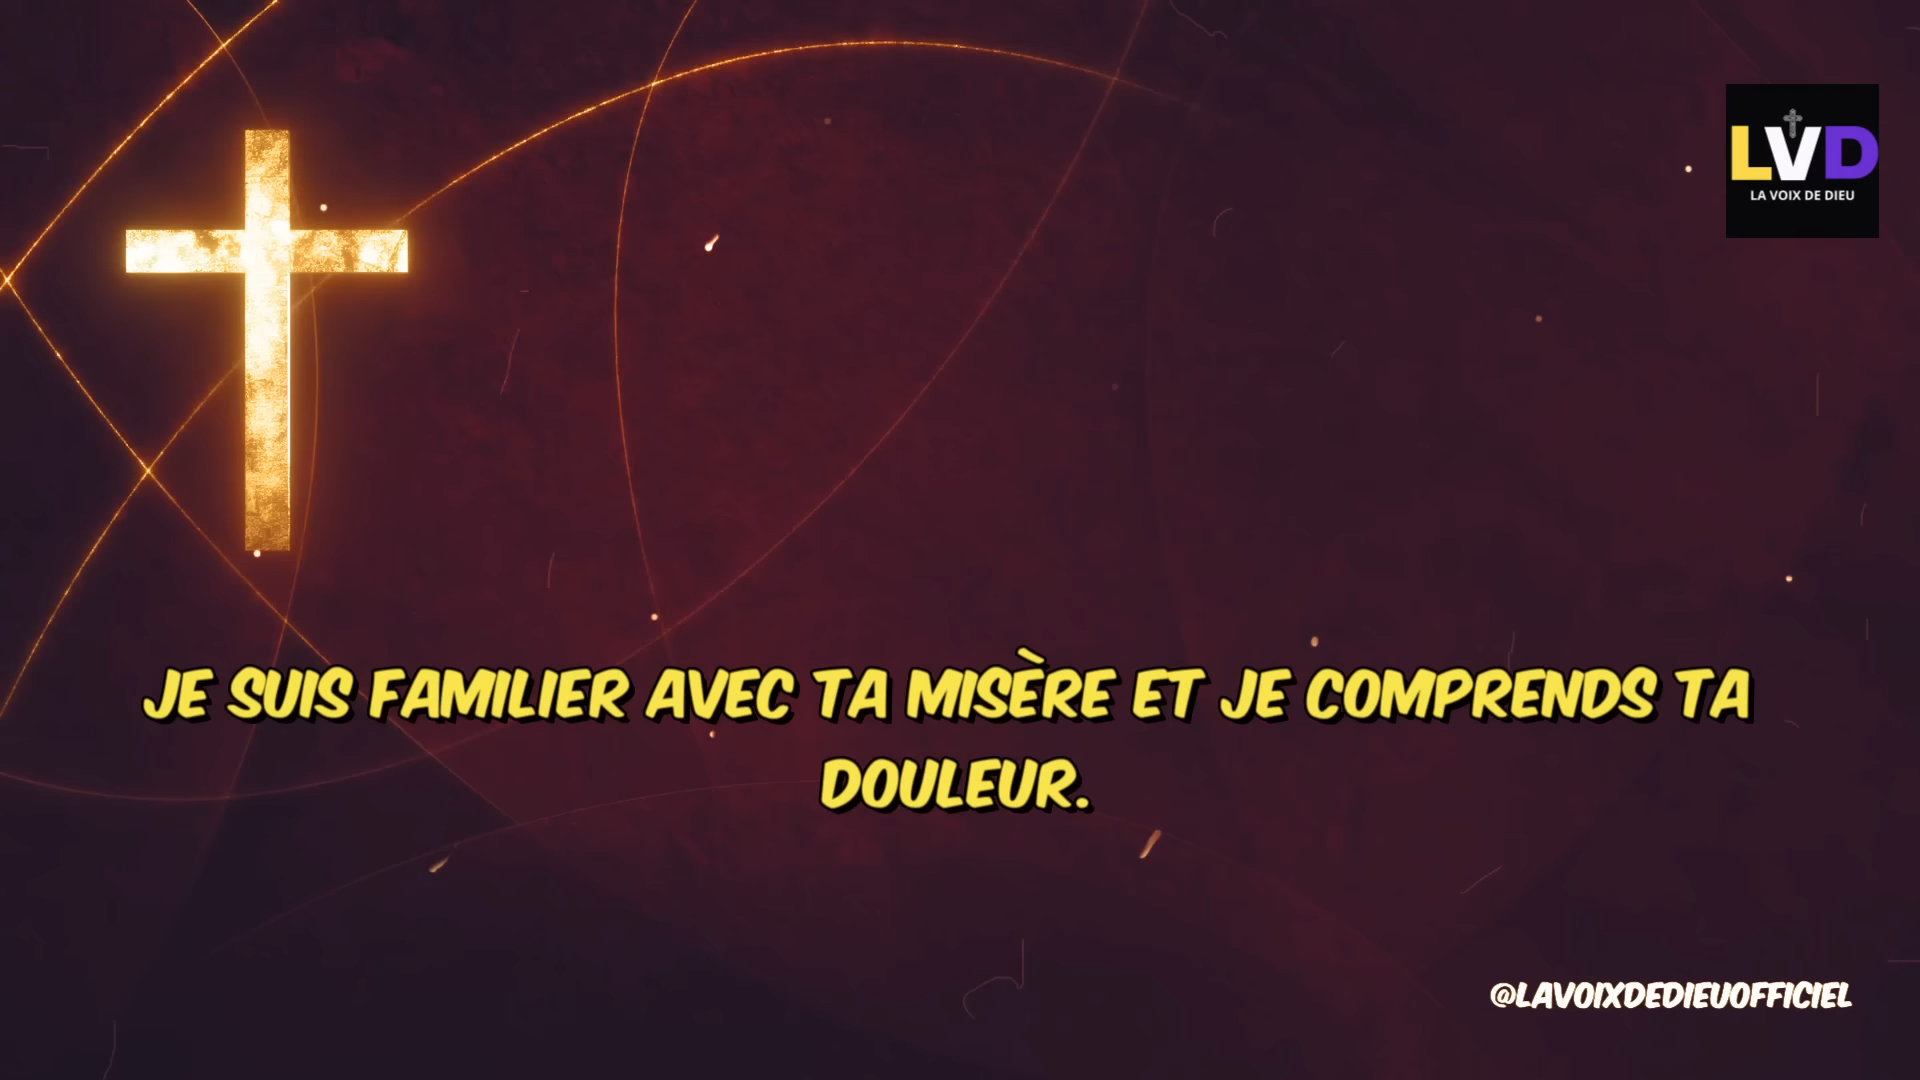 LVD
LA VOIX DE DIEU
JE SUIS FAMILIER AVEC TA MISÈRE ET JE COMPRENDS TA
DOULEUR.
@LAVOIXDEDIEUOFFICIEL